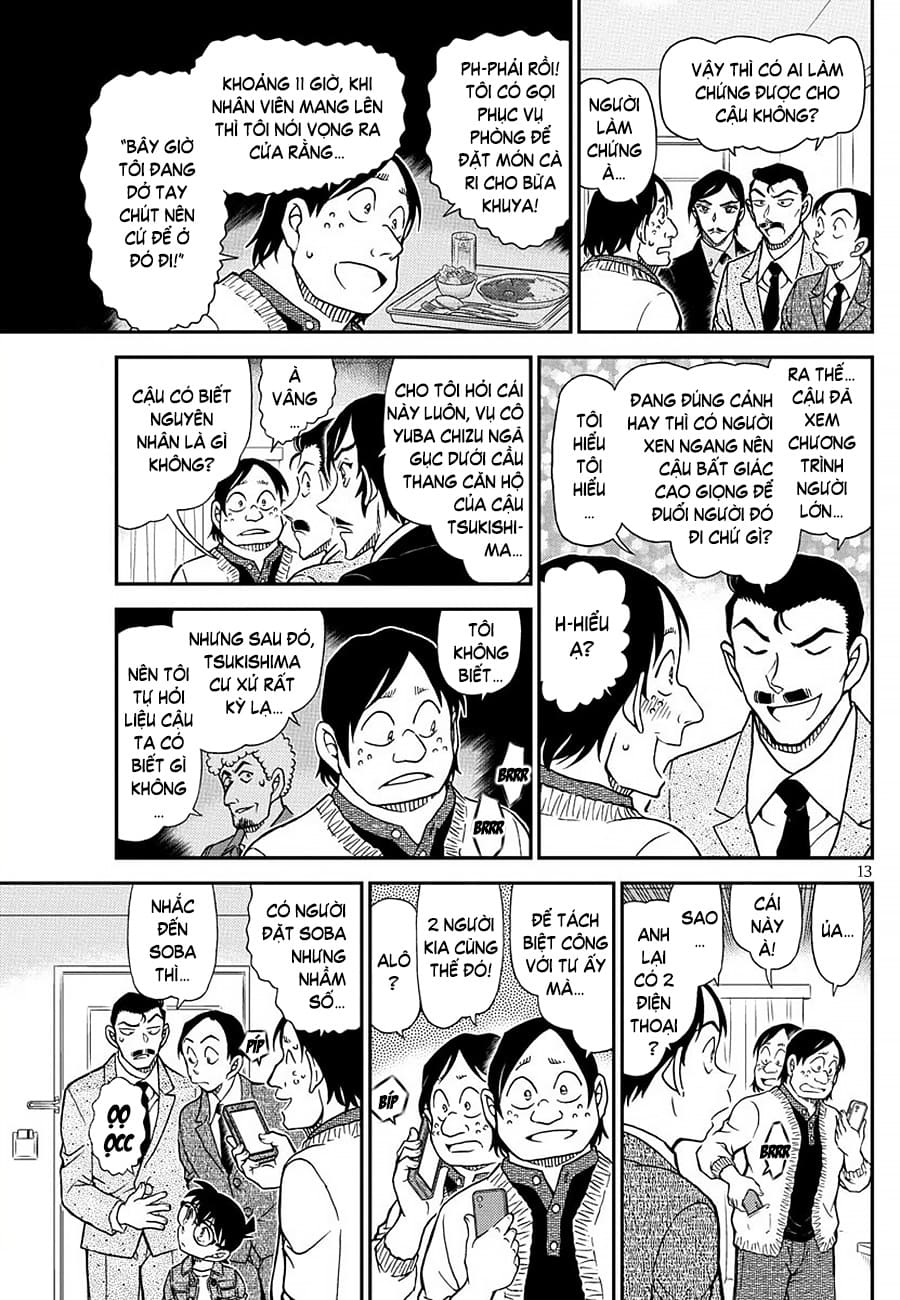 VẬY THÌ CÓ AI LÀM
CHỨNG ĐƯỢC CHO
CẬU KHÔNG?
NGƯỜI
LÀM
CHỨNG
À...
PH-PHẢI RỒI!
TÔI CÓ GỌI
PHỤC VỤ
PHÒNG ĐỂ
ĐẶT MÓN CÀ
RI CHO BỮA
KHUYA!
KHOẢNG 11 GIỜ, KHI
NHÂN VIÊN MANG LÊN
THÌ TÔI NÓI VỌNG RA
CỬA RẰNG...
"BÂY GIỜ
TÔI ĐANG
DỞ TAY
CHÚT NÊN
CỨ ĐỂ Ở
ĐÓ ĐI!"
RA THẾ...
CẬU ĐÃ
XEM
CHƯƠNG
TRÌNH
NGƯỜI
LỚN...
ĐANG ĐÚNG CẢNH
HAY THÌ CÓ NGƯỜI
XEN NGANG NÊN
CẬU BẤT GIÁC
CAO GIỌNG ĐỂ
ĐUỔI NGƯỜI ĐÓ
ĐI CHỨ GÌ?
TÔI
HIỂU
TÔI
HIỂU
...
H-HIỂU
Ạ?
CHO TÔI HỎI CÁI
NÀY LUÔN, VỤ CÔ
YUBA CHIZU NGÃ
GỤC DƯỚI CẦU
THANG CĂN HỘ
CỦA CẬU
TSUKISHI-
MA...
À
VÂNG
...
CẬU CÓ BIẾT
NGUYÊN
NHÂN LÀ GÌ
KHÔNG?
TÔI
KHÔNG
BIẾT...
NHƯNG SAU ĐÓ,
TSUKISHIMA
CƯ XỬ RẤT
KỲ LẠ...
NÊN TÔI
TỰ HỎI
LIỆU CẬU
TA CÓ
BIẾT GÌ
KHÔNG
...
BRRR
BRRR
13
ỦA...
CÁI
NÀY
À!
SAO
...
ANH
LẠI
CÓ 2
ĐIỆN
THOẠI
?
BRRR
ĐỂ TÁCH
BIỆT CÔNG
VỚI TƯ ẤY
MÀ...
2 NGƯỜI
KIA CŨNG
THẾ ĐÓ!
ALÔ
?
BÍP
CÓ NGƯỜI
ĐẶT SOBA
NHƯNG
NHẦM
SỐ...
PÍP
NHẮC
ĐẾN
SOBA
THÌ...
ỌỌ
ỌCC